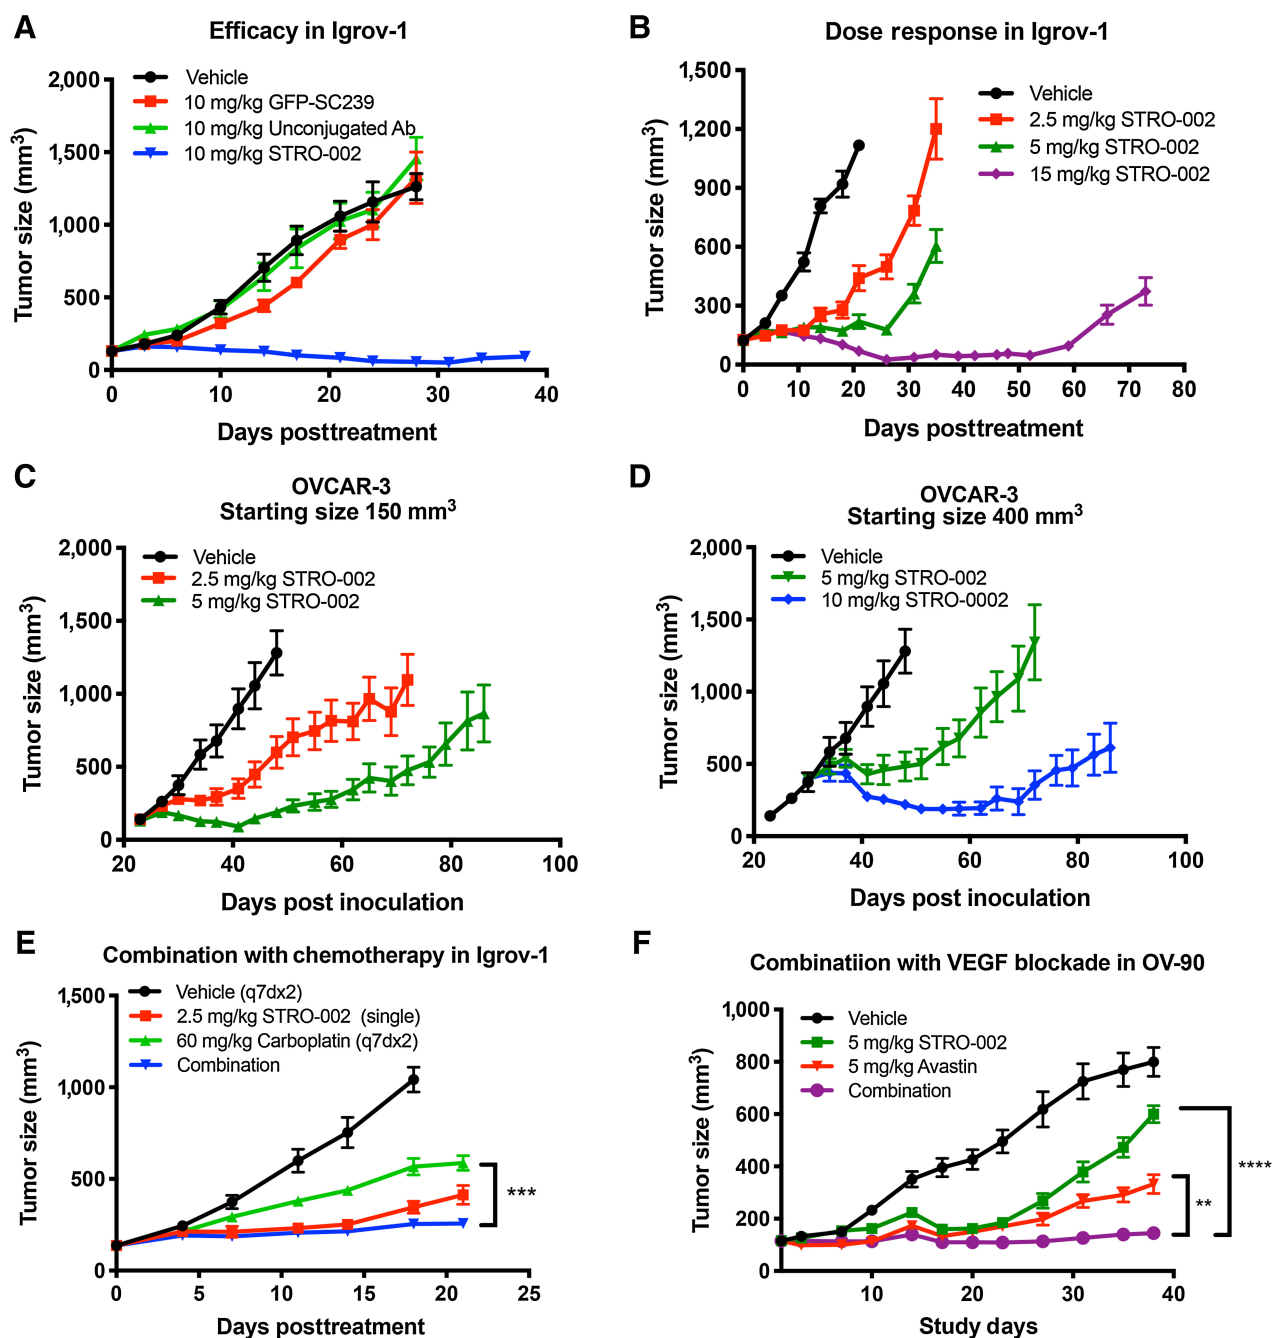 A
Efficacy in Igrov-1
Tumor size (mm3)
2,000
1,500
1,000
500
0
Vehicle
10 mg/kg GFP-SC239
10 mg/kg Unconjugated Ab
10 mg/kg STRO-002
0 10 20 30 40
Days posttreatment
B
Dose response in Igrov-1
Tumor size (mm3)
1,500
1,200
900
600
300
0
Vehicle
2.5 mg/kg STRO-002
5 mg/kg STRO-002
15 mg/kg STRO-002
0 10 20 30 40 50 60 70 80
Days posttreatment
C
OVCAR-3
Starting size 150 mm3
Tumor size (mm3)
2,000
1,500
1,000
500
0
Vehicle
2.5 mg/kg STRO-002
5 mg/kg STRO-002
20 40 60 80 100
Days post inoculation
D
OVCAR-3
Starting size 400 mm3
Tumor size (mm3)
2,000
1,500
1,000
500
0
Vehicle
5 mg/kg STRO-002
10 mg/kg STRO-0002
20 40 60 80 100
Days post inoculation
E
Combination with chemotherapy in Igrov-1
Tumor size (mm3)
1,500
1,000
500
0
Vehicle (q7dx2)
2.5 mg/kg STRO-002 (single)
60 mg/kg Carboplatin (q7dx2)
Combination
***
0 5 10 15 20 25
Days posttreatment
F
Combinatiion with VEGF blockade in OV-90
Tumor size (mm3)
1,000
800
600
400
200
0
Vehicle
5 mg/kg STRO-002
5 mg/kg Avastin
Combination
****
**
10 20 30 40
Study days